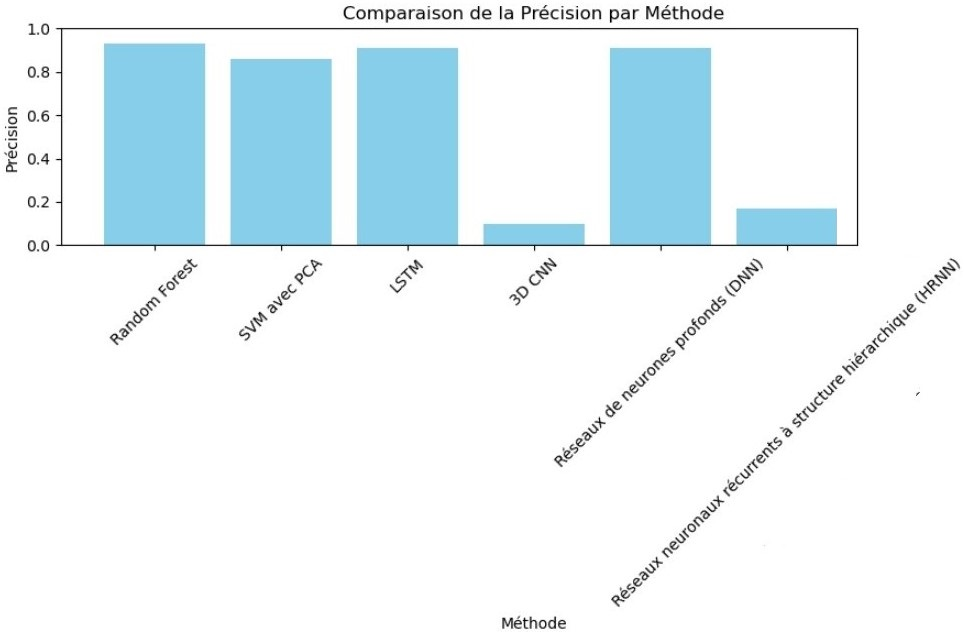 Comparaison de la Précision par Méthode
1.0
0.8
0.6
0.4
0.2
0.0
Précision
Random Forest
SVM avec PCA
LSTM
3D CNN
Réseaux de neurones profonds (DNN)
Réseaux neuronaux récurrents à structure hiérarchique (HRNN)
Méthode